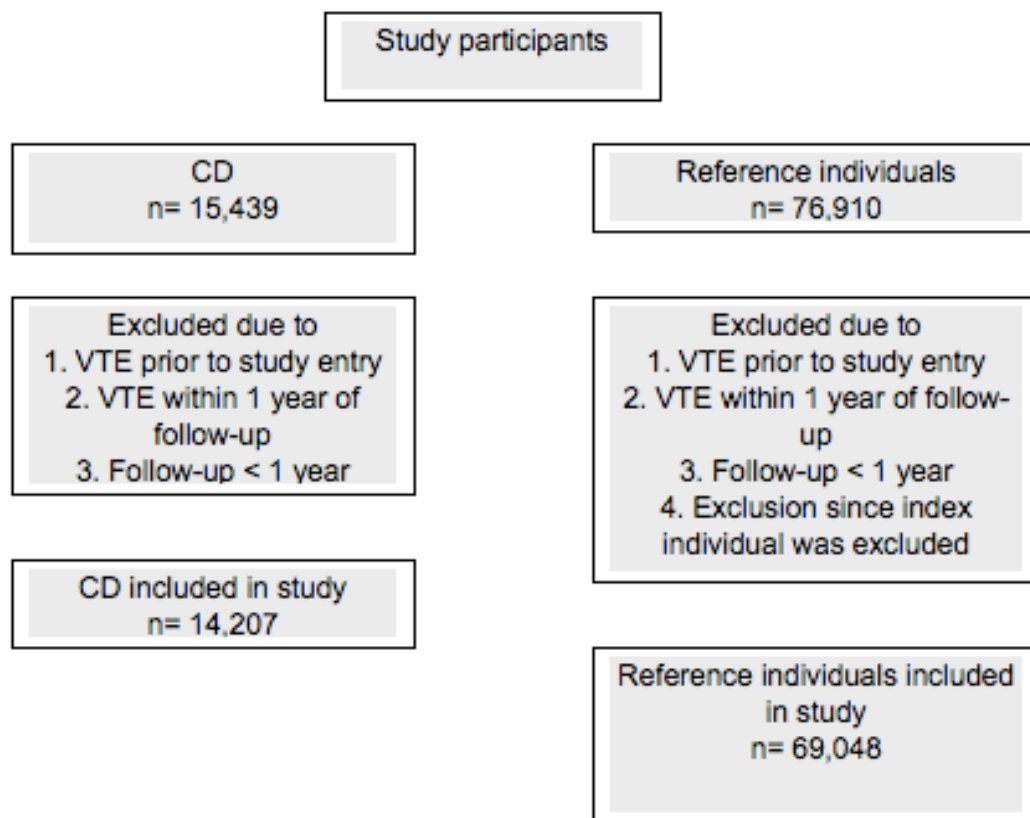 Study participants
CD
n= 15,439
Reference individuals
n= 76,910
Excluded due to
1. VTE prior to study entry
2. VTE within 1 year of
follow-up
3. Follow-up < 1 year
Excluded due to
1. VTE prior to study entry
2. VTE within 1 year of follow-
up
3. Follow-up < 1 year
4. Exclusion since index
individual was excluded
CD included in study
n= 14,207
Reference individuals included
in study
n= 69,048